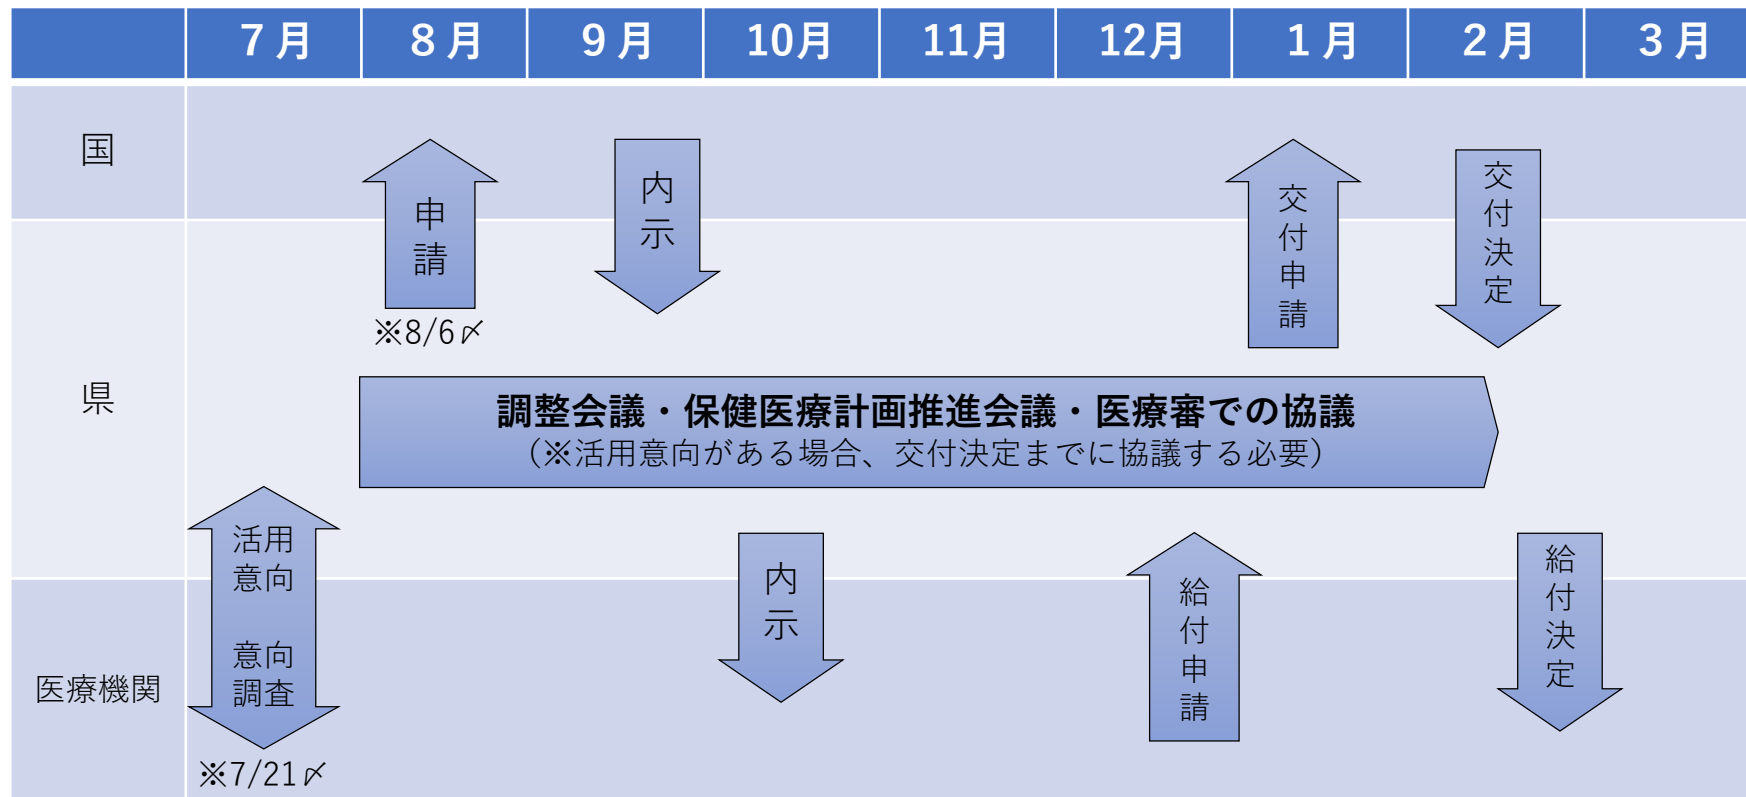 7月 8月 9月 10月 11月 12月 1月 2月 3月
国
申請
内示
交付申請
交付決定
※8/6〆
県
調整会議・保健医療計画推進会議・医療審での協議
（※活用意向がある場合、交付決定までに協議する必要）
活用
意向
意向
調査
内示
給付申請
給付決定
医療機関
※7/21〆